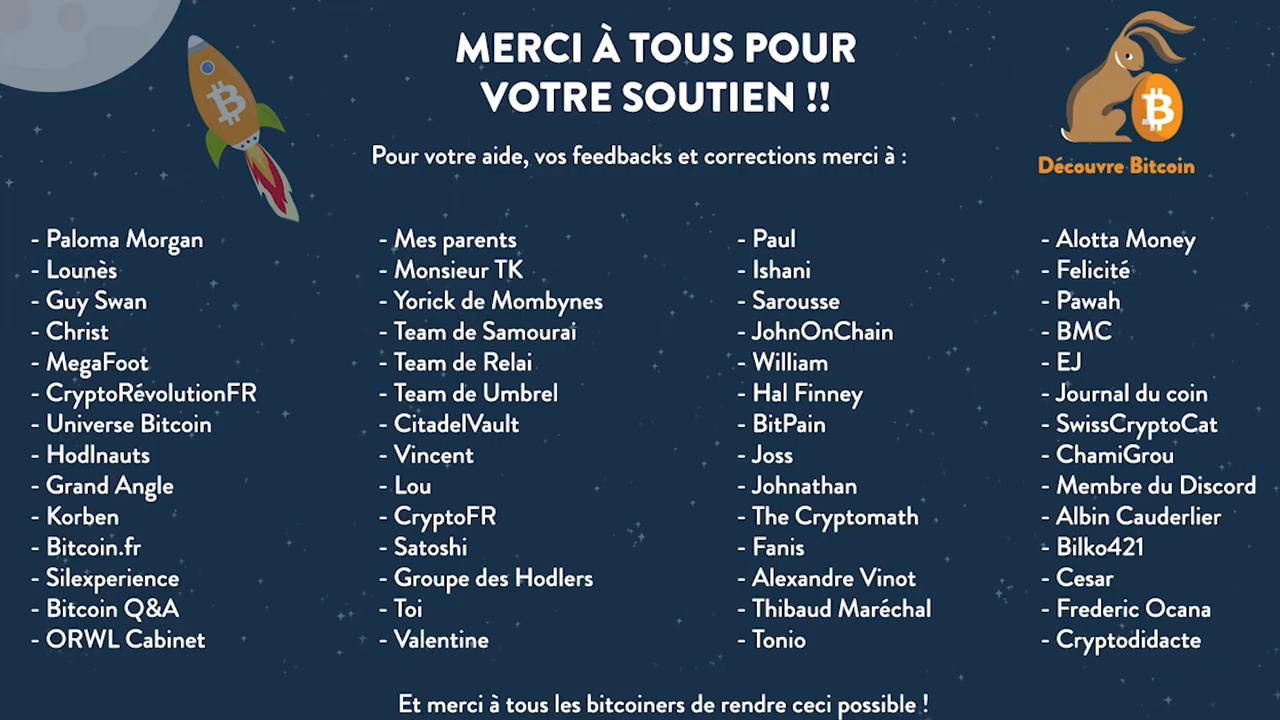 MERCI À TOUS POUR
VOTRE SOUTIEN !!
Pour votre aide, vos feedbacks et corrections merci à :
Découvre Bitcoin
- Paloma Morgan
- Lounès
- Guy Swan
- Christ
- MegaFoot
- CryptoRévolutionFR
- Universe Bitcoin
- Hodlnauts
- Grand Angle
- Korben
- Bitcoin.fr
- Silexperience
- Bitcoin Q&A
- ORWL Cabinet
- Mes parents
- Monsieur TK
- Yorick de Mombynes
- Team de Samourai
- Team de Relai
- Team de Umbrel
- CitadelVault
- Vincent
- Lou
- CryptoFR
- Satoshi
- Groupe des Hodlers
- Toi
- Valentine
- Paul
- Ishani
- Sarousse
- JohnOnChain
- William
- Hal Finney
- BitPain
- Joss
- Johnathan
- The Cryptomath
- Fanis
- Alexandre Vinot
- Thibaud Maréchal
- Tonio
- Alotta Money
- Felicité
- Pawah
- BMC
- EJ
- Journal du coin
- SwissCryptoCat
- ChamiGrou
- Membre du Discord
- Albin Cauderlier
- Bilko421
- Cesar
- Frederic Ocana
- Cryptodidacte
Et merci à tous les bitcoiners de rendre ceci possible !